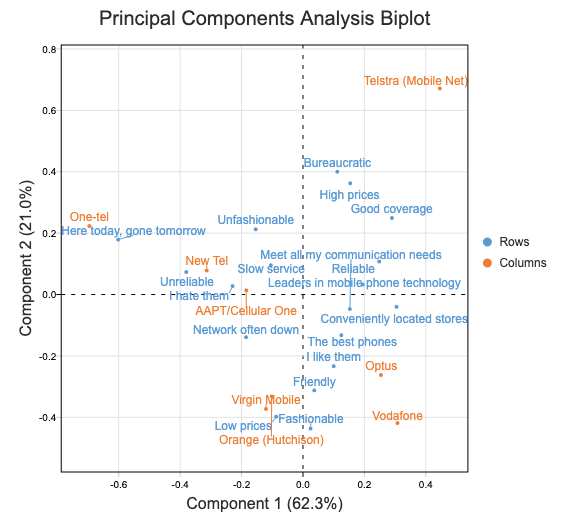 Principal Components Analysis Biplot
0.8
Telstra (Mobile Net)
0.6
Bureaucratic
0.4
High prices
Good coverage
One-tel
Unfashionable
Here today, gone tomorrow
0.2
Rows
Meet all my communication needs
New Tel
Slow service
Reliable
Columns
Unreliable
Leaders in mobile phone technology
I hate them
0.0
AAPT/Cellular One
Conveniently located stores
Network often down
The best phones
-0.2
I like them
Optus
Friendly
Virgin Mobile
-0.4
Low prices
Fashionable
Vodafone
Orange (Hutchison)
-0.6
-0.4
-0.2
0.0
0.2
0.4
Component 1 (62.3%)
Component 2 (21.0%)